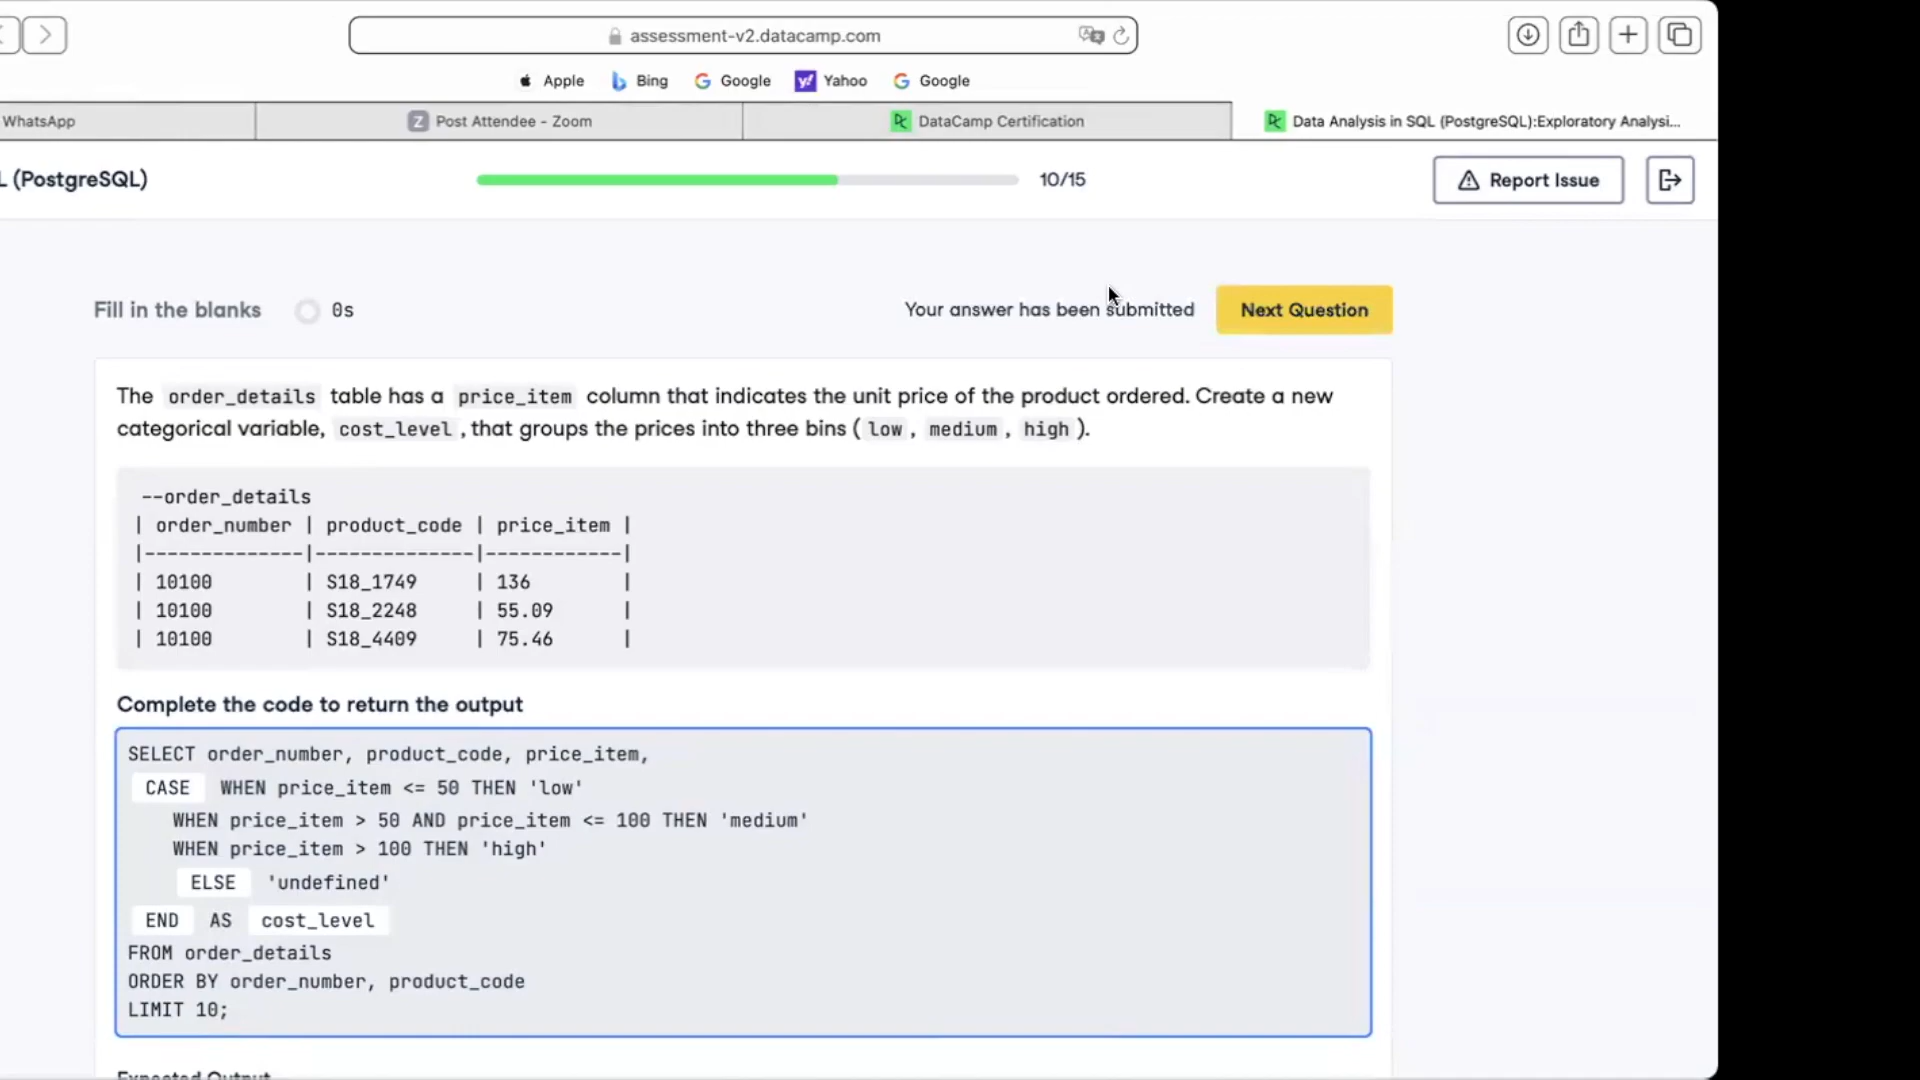 assessment-v2.datacamp.com
Apple Bing Google Yahoo Google
WhatsApp Post Attendee - Zoom DataCamp Certification Data Analysis in SQL (PostgreSQL):Exploratory Analysi...
L (PostgreSQL) 10/15 Report Issue
Fill in the blanks 0s Your answer has been submitted Next Question
The order_details table has a price_item column that indicates the unit price of the product ordered. Create a new
categorical variable, cost_level, that groups the prices into three bins ( low, medium, high ).
--order_details
| order_number | product_code | price_item |
|--------------|--------------|------------|
| 10100 | S18_1749 | 136 |
| 10100 | S18_2248 | 55.09 |
| 10100 | S18_4409 | 75.46 |
Complete the code to return the output
SELECT order_number, product_code, price_item,
CASE WHEN price_item <= 50 THEN 'low'
WHEN price_item > 50 AND price_item <= 100 THEN 'medium'
WHEN price_item > 100 THEN 'high'
ELSE 'undefined'
END AS cost_level
FROM order_details
ORDER BY order_number, product_code
LIMIT 10;
Expected Output